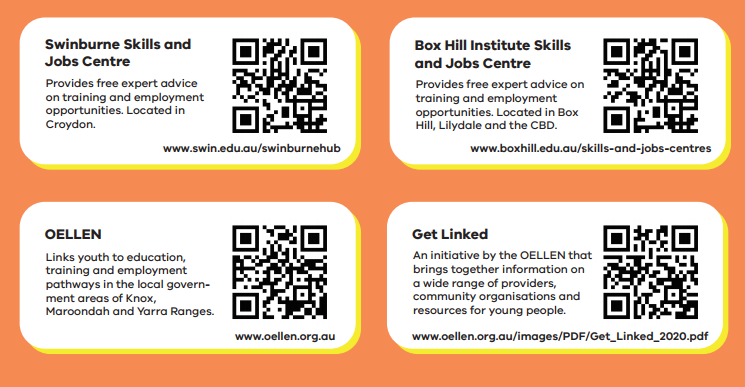 Swinburne Skills and
Jobs Centre
Provides free expert advice
on training and employment
opportunities. Located in
Croydon.
www.swin.edu.au/swinburnehub
Box Hill Institute Skills
and Jobs Centre
Provides free expert advice on
training and employment
opportunities. Located in Box
Hill, Lilydale and the CBD.
www.boxhill.edu.au/skills-and-jobs-centres
OELLEN
Links youth to education,
training and employment
pathways in the local govern-
ment areas of Knox,
Maroondah and Yarra Ranges.
www.oellen.org.au
Get Linked
An initiative by the OELLEN that
brings together information on
a wide range of providers,
community organisations and
resources for young people.
www.oellen.org.au/images/PDF/Get_Linked_2020.pdf